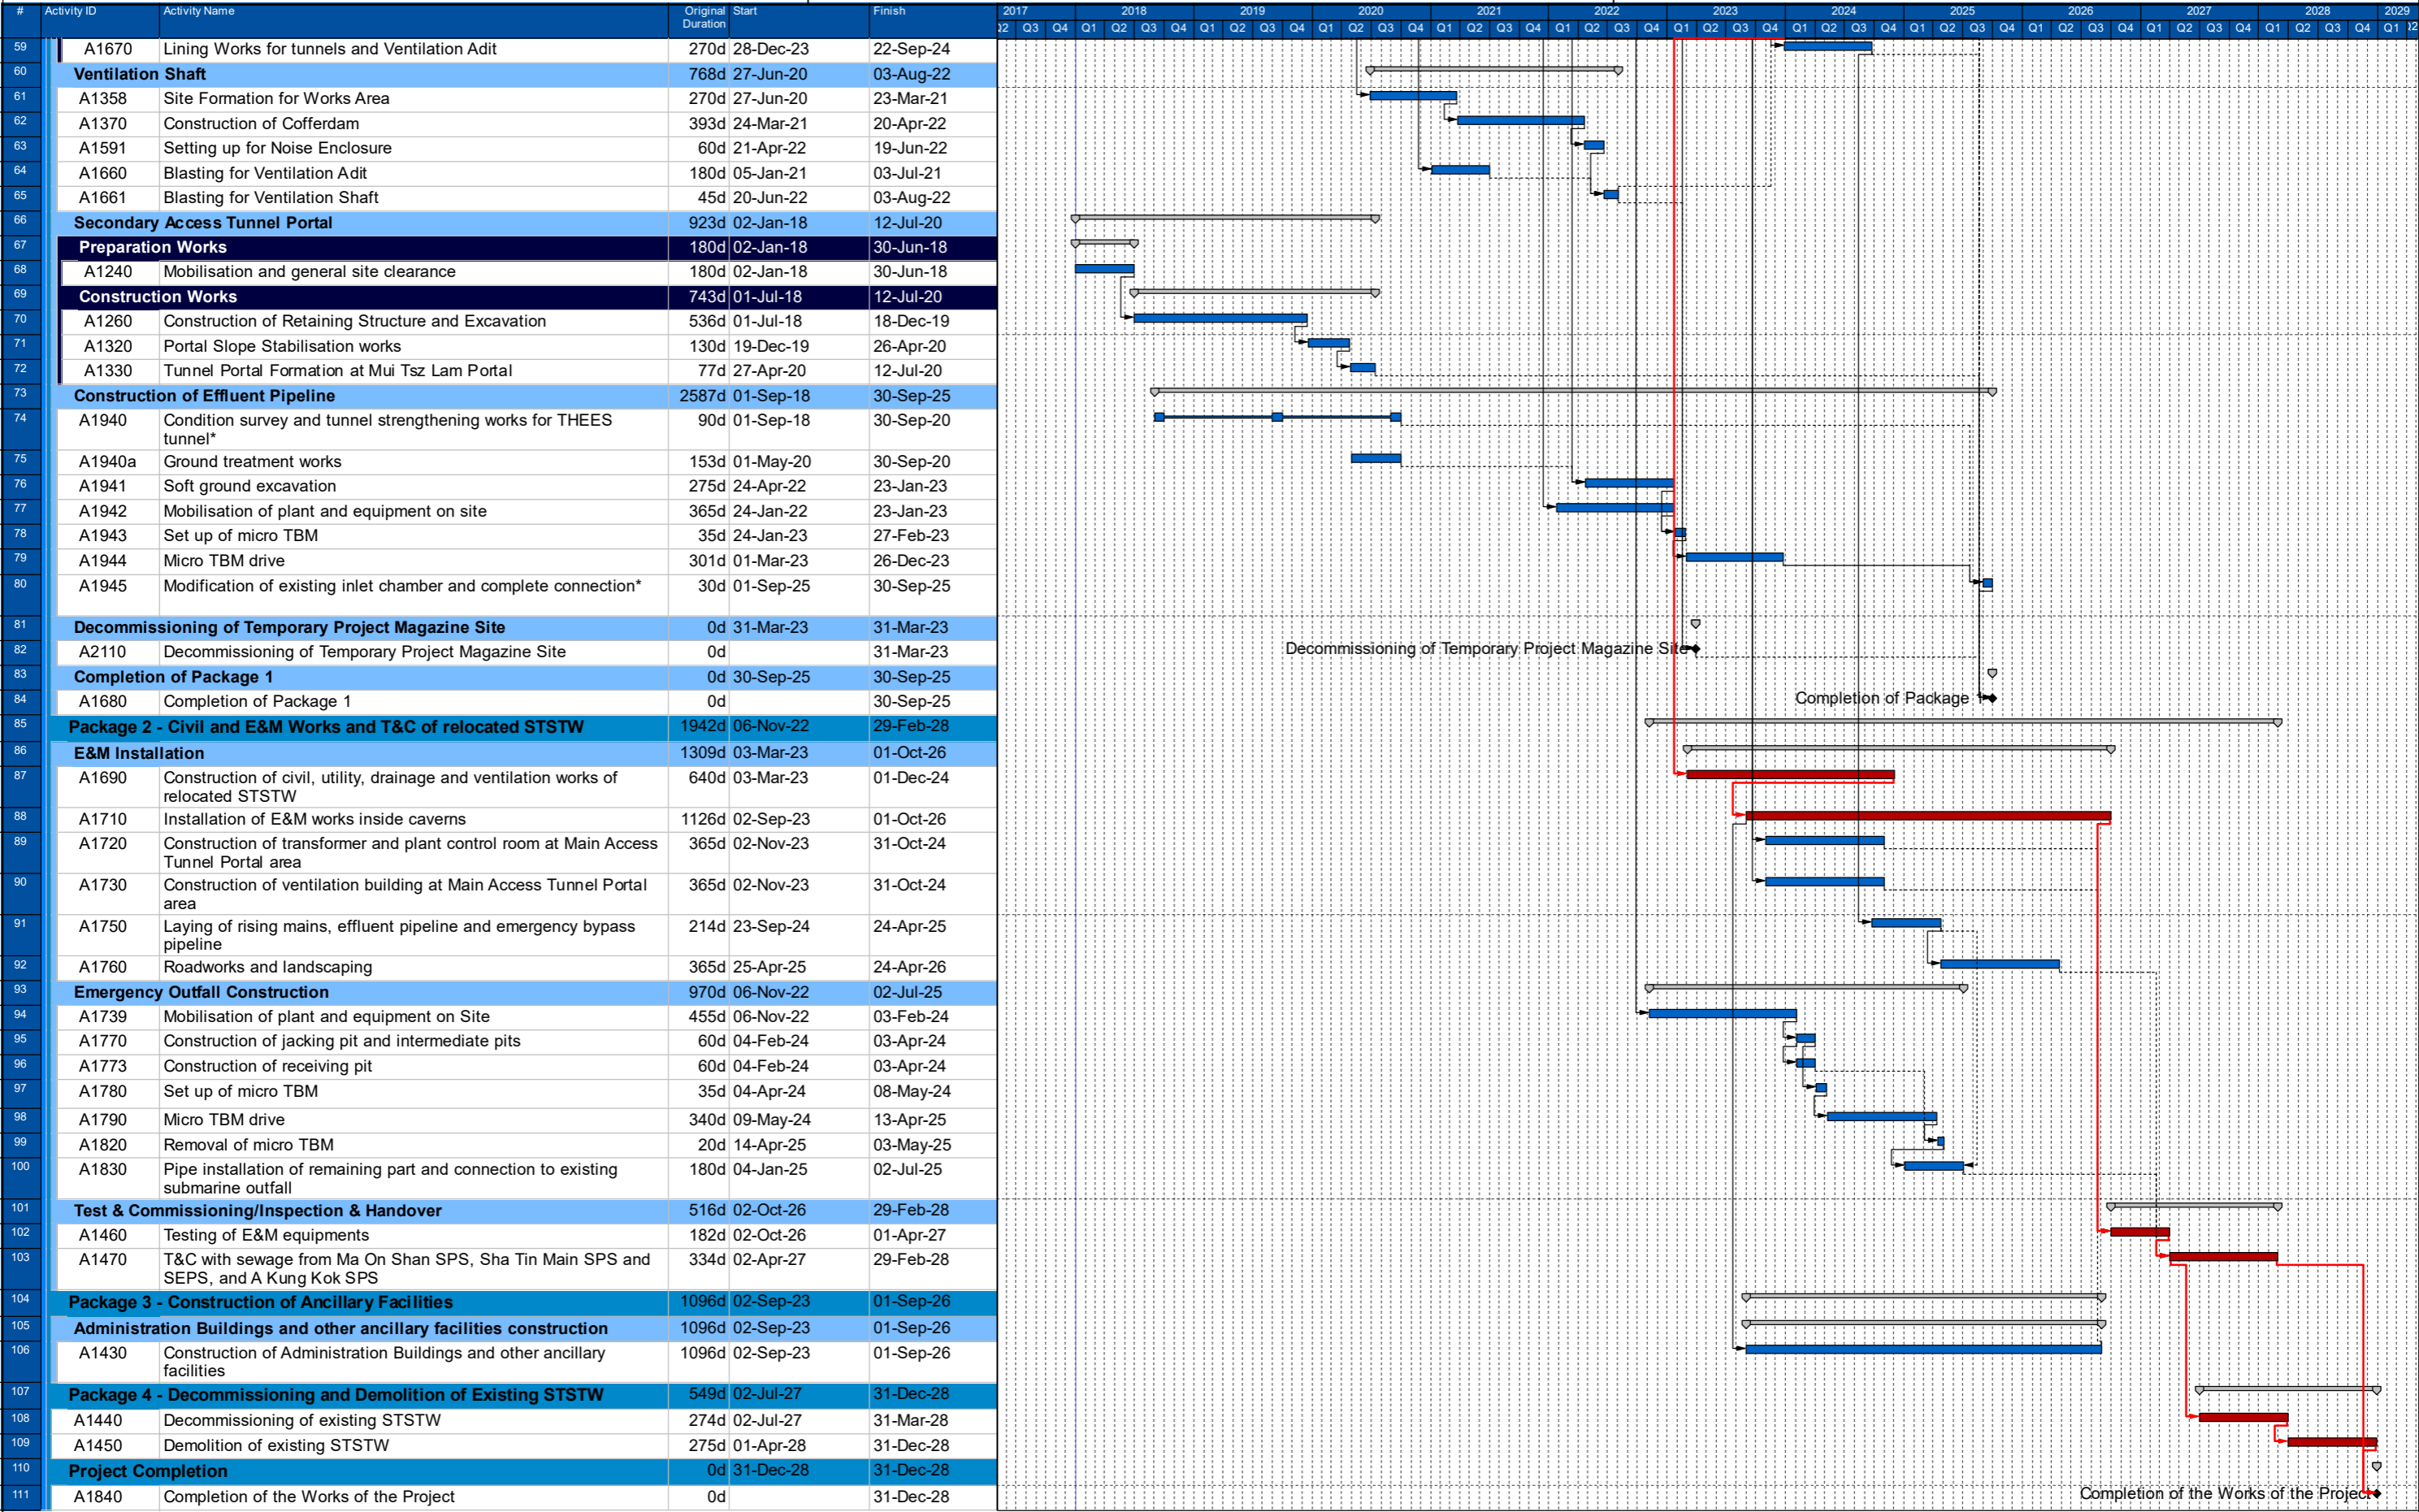 # Activity ID Activity Name Original Start Finish 2017 2018 2019 2020 2021 2022 2023 2024 2025 2026 2027 2028 2029
Duration Q3 Q4 Q1 Q2 Q3 Q4 Q1 Q2 Q3 Q4 Q1 Q2 Q3 Q4 Q1 Q2 Q3 Q4 Q1 Q2 Q3 Q4 Q1 Q2 Q3 Q4 Q1 Q2 Q3 Q4 Q1 Q2 Q3 Q4 Q1 Q2 Q3 Q4 Q1 Q2 Q3 Q4 Q1 Q2 Q3 Q4 Q1
59 A1670 Lining Works for tunnels and Ventilation Adit 270d 28-Dec-23 22-Sep-24
60 Ventilation Shaft 768d 27-Jun-20 03-Aug-22
61 A1358 Site Formation for Works Area 270d 27-Jun-20 23-Mar-21
62 A1370 Construction of Cofferdam 393d 24-Mar-21 20-Apr-22
63 A1591 Setting up for Noise Enclosure 60d 21-Apr-22 19-Jun-22
64 A1660 Blasting for Ventilation Adit 180d 05-Jan-21 03-Jul-21
65 A1661 Blasting for Ventilation Shaft 45d 20-Jun-22 03-Aug-22
66 Secondary Access Tunnel Portal 923d 02-Jan-18 12-Jul-20
67 Preparation Works 180d 02-Jan-18 30-Jun-18
68 A1240 Mobilisation and general site clearance 180d 02-Jan-18 30-Jun-18
69 Construction Works 743d 01-Jul-18 12-Jul-20
70 A1260 Construction of Retaining Structure and Excavation 536d 01-Jul-18 18-Dec-19
71 A1320 Portal Slope Stabilisation works 130d 19-Dec-19 26-Apr-20
72 A1330 Tunnel Portal Formation at Mui Tsz Lam Portal 77d 27-Apr-20 12-Jul-20
73 Construction of Effluent Pipeline 2587d 01-Sep-18 30-Sep-25
74 A1940 Condition survey and tunnel strengthening works for THEES 90d 01-Sep-18 30-Sep-20
tunnel*
75 A1940a Ground treatment works 153d 01-May-20 30-Sep-20
76 A1941 Soft ground excavation 275d 24-Apr-22 23-Jan-23
77 A1942 Mobilisation of plant and equipment on site 365d 24-Jan-22 23-Jan-23
78 A1943 Set up of micro TBM 35d 24-Jan-23 27-Feb-23
79 A1944 Micro TBM drive 301d 01-Mar-23 26-Dec-23
80 A1945 Modification of existing inlet chamber and complete connection* 30d 01-Sep-25 30-Sep-25
81 Decommissioning of Temporary Project Magazine Site 0d 31-Mar-23 31-Mar-23
82 A2110 Decommissioning of Temporary Project Magazine Site 0d 31-Mar-23 Decommissioning of Temporary Project Magazine Site
83 Completion of Package 1 0d 30-Sep-25 30-Sep-25
84 A1680 Completion of Package 1 0d 30-Sep-25 Completion of Package 1
85 Package 2 - Civil and E&M Works and T&C of relocated STSTW 1942d 06-Nov-22 29-Feb-28
86 E&M Installation 1309d 03-Mar-23 01-Oct-26
87 A1690 Construction of civil, utility, drainage and ventilation works of 640d 03-Mar-23 01-Dec-24
relocated STSTW
88 A1710 Installation of E&M works inside caverns 1126d 02-Sep-23 01-Oct-26
89 A1720 Construction of transformer and plant control room at Main Access 365d 02-Nov-23 31-Oct-24
Tunnel Portal area
90 A1730 Construction of ventilation building at Main Access Tunnel Portal 365d 02-Nov-23 31-Oct-24
area
91 A1750 Laying of rising mains, effluent pipeline and emergency bypass 214d 23-Sep-24 24-Apr-25
pipeline
92 A1760 Roadworks and landscaping 365d 25-Apr-25 24-Apr-26
93 Emergency Outfall Construction 970d 06-Nov-22 02-Jul-25
94 A1739 Mobilisation of plant and equipment on Site 455d 06-Nov-22 03-Feb-24
95 A1770 Construction of jacking pit and intermediate pits 60d 04-Feb-24 03-Apr-24
96 A1773 Construction of receiving pit 60d 04-Feb-24 03-Apr-24
97 A1780 Set up of micro TBM 35d 04-Apr-24 08-May-24
98 A1790 Micro TBM drive 340d 09-May-24 13-Apr-25
99 A1820 Removal of micro TBM 20d 14-Apr-25 03-May-25
100 A1830 Pipe installation of remaining part and connection to existing 180d 04-Jan-25 02-Jul-25
submarine outfall
101 Test & Commissioning/Inspection & Handover 516d 02-Oct-26 29-Feb-28
102 A1460 Testing of E&M equipments 182d 02-Oct-26 01-Apr-27
103 A1470 T&C with sewage from Ma On Shan SPS, Sha Tin Main SPS and 334d 02-Apr-27 29-Feb-28
SEPS, and A Kung Kok SPS
104 Package 3 - Construction of Ancillary Facilities 1096d 02-Sep-23 01-Sep-26
105 Administration Buildings and other ancillary facilities construction 1096d 02-Sep-23 01-Sep-26
106 A1430 Construction of Administration Buildings and other ancillary 1096d 02-Sep-23 01-Sep-26
facilities
107 Package 4 - Decommissioning and Demolition of Existing STSTW 549d 02-Jul-27 31-Dec-28
108 A1440 Decommissioning of existing STSTW 274d 02-Jul-27 31-Mar-28
109 A1450 Demolition of existing STSTW 275d 01-Apr-28 31-Dec-28
110 Project Completion 0d 31-Dec-28 31-Dec-28
111 A1840 Completion of the Works of the Project 0d 31-Dec-28 Completion of the Works of the Project